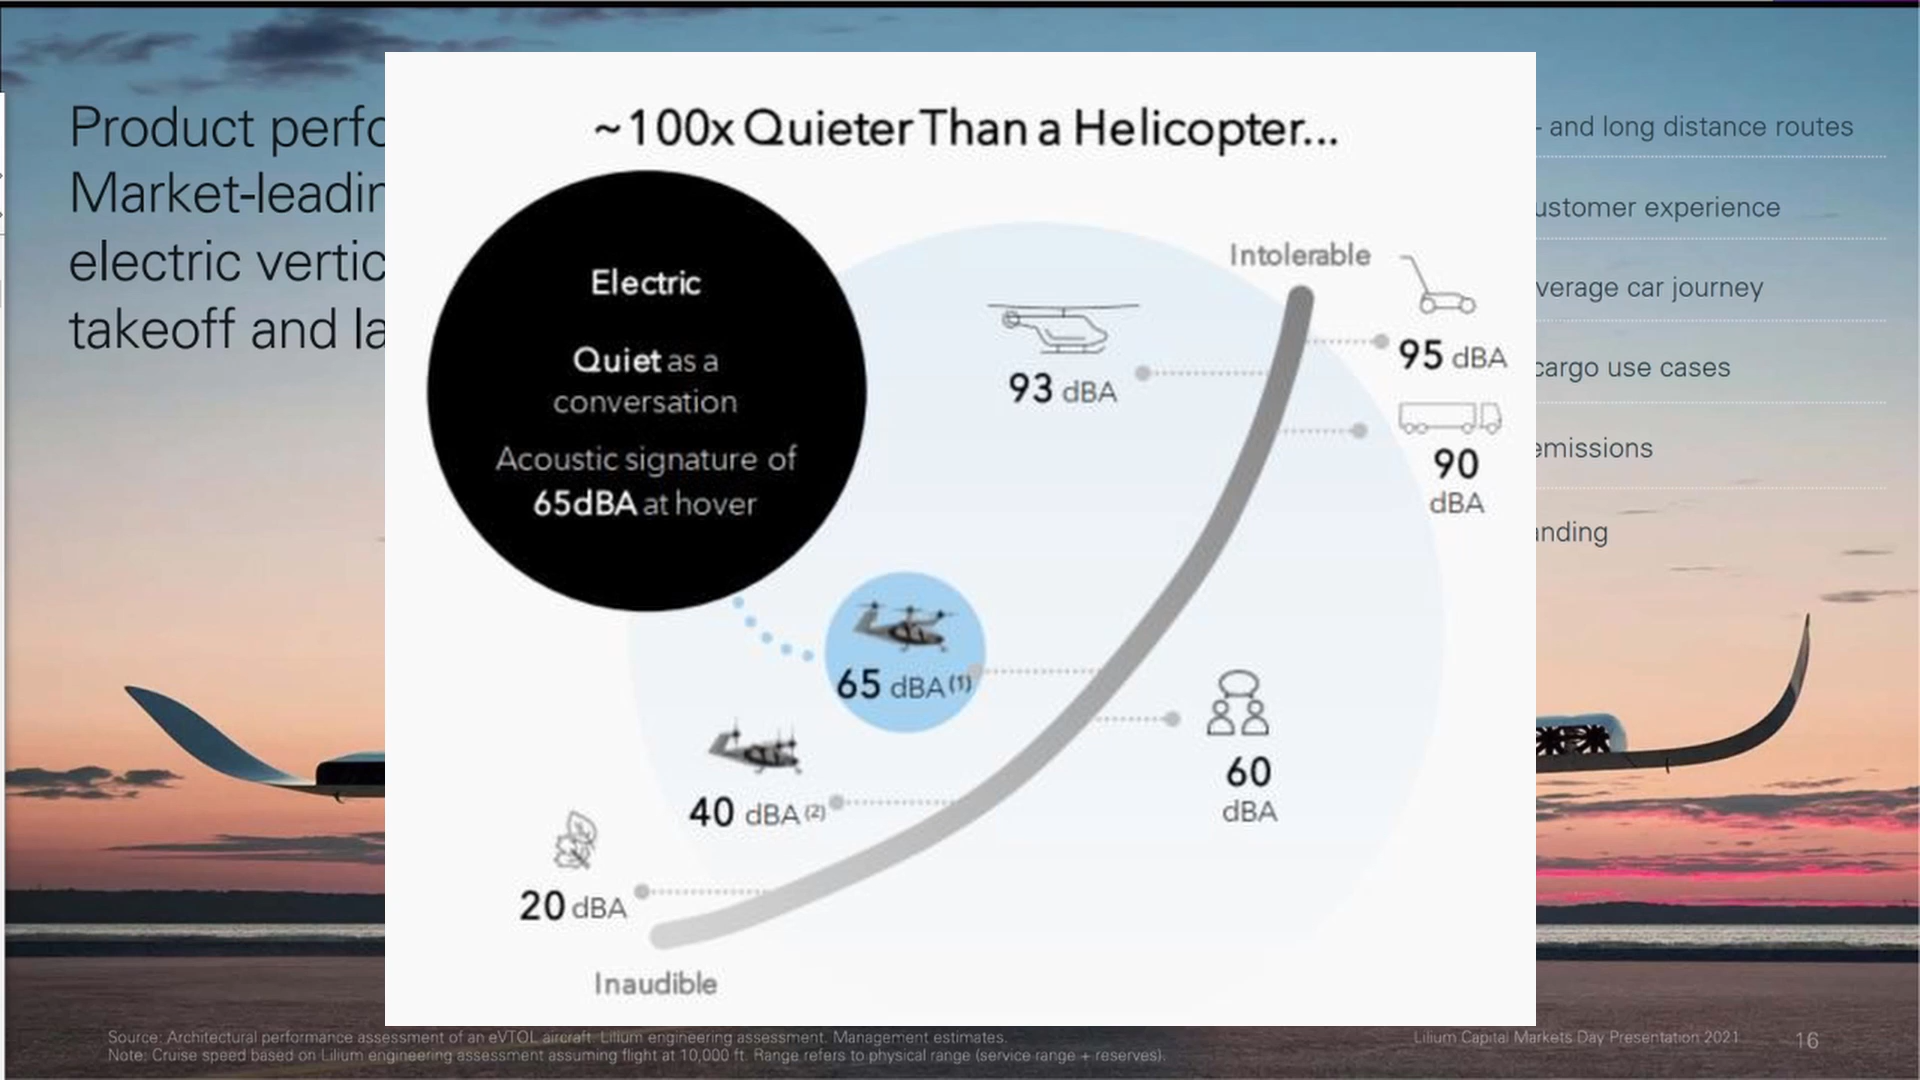 Product perfo
Market-leadin
electric vertic
takeoff and la
~100x Quieter Than a Helicopter...
Electric
Quiet as a
conversation
Acoustic signature of
65dBA at hover
Intolerable
95 dBA
93 dBA
90
dBA
65 dBA (1)
60
dBA
40 dBA (2)
20 dBA
Inaudible
- and long distance routes
ustomer experience
verage car journey
cargo use cases
emissions
anding
Source: Architectural performance assessment of an eVTOL aircraft. Lilium engineering assessment. Management estimates.
Note: Cruise speed based on Lilium engineering assessment assuming flight at 10,000 ft. Range refers to physical range (service range + reserves).
Lilium Capital Markets Day Presentation 2021
16